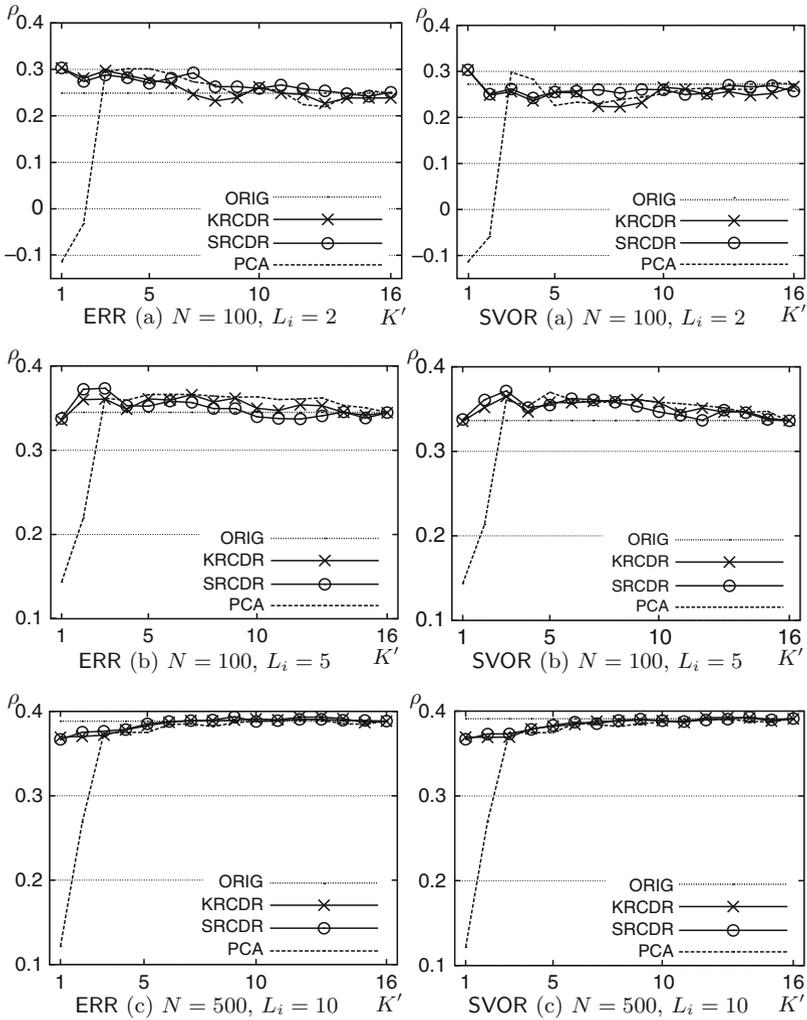 ρ
0.4
0.3
0.2
0.1
0
−0.1
ORIG
KRCDR
SRCDR
PCA
1 5 10 16
ERR (a) N = 100, L_i = 2 K′
ρ
0.4
0.3
0.2
0.1
0
−0.1
ORIG
KRCDR
SRCDR
PCA
1 5 10 16
SVOR (a) N = 100, L_i = 2 K′
ρ
0.4
0.3
0.2
0.1
ORIG
KRCDR
SRCDR
PCA
1 5 10 16
ERR (b) N = 100, L_i = 5 K′
ρ
0.4
0.3
0.2
0.1
ORIG
KRCDR
SRCDR
PCA
1 5 10 16
SVOR (b) N = 100, L_i = 5 K′
ρ
0.4
0.3
0.2
0.1
ORIG
KRCDR
SRCDR
PCA
1 5 10 16
ERR (c) N = 500, L_i = 10 K′
ρ
0.4
0.3
0.2
0.1
ORIG
KRCDR
SRCDR
PCA
1 5 10 16
SVOR (c) N = 500, L_i = 10 K′